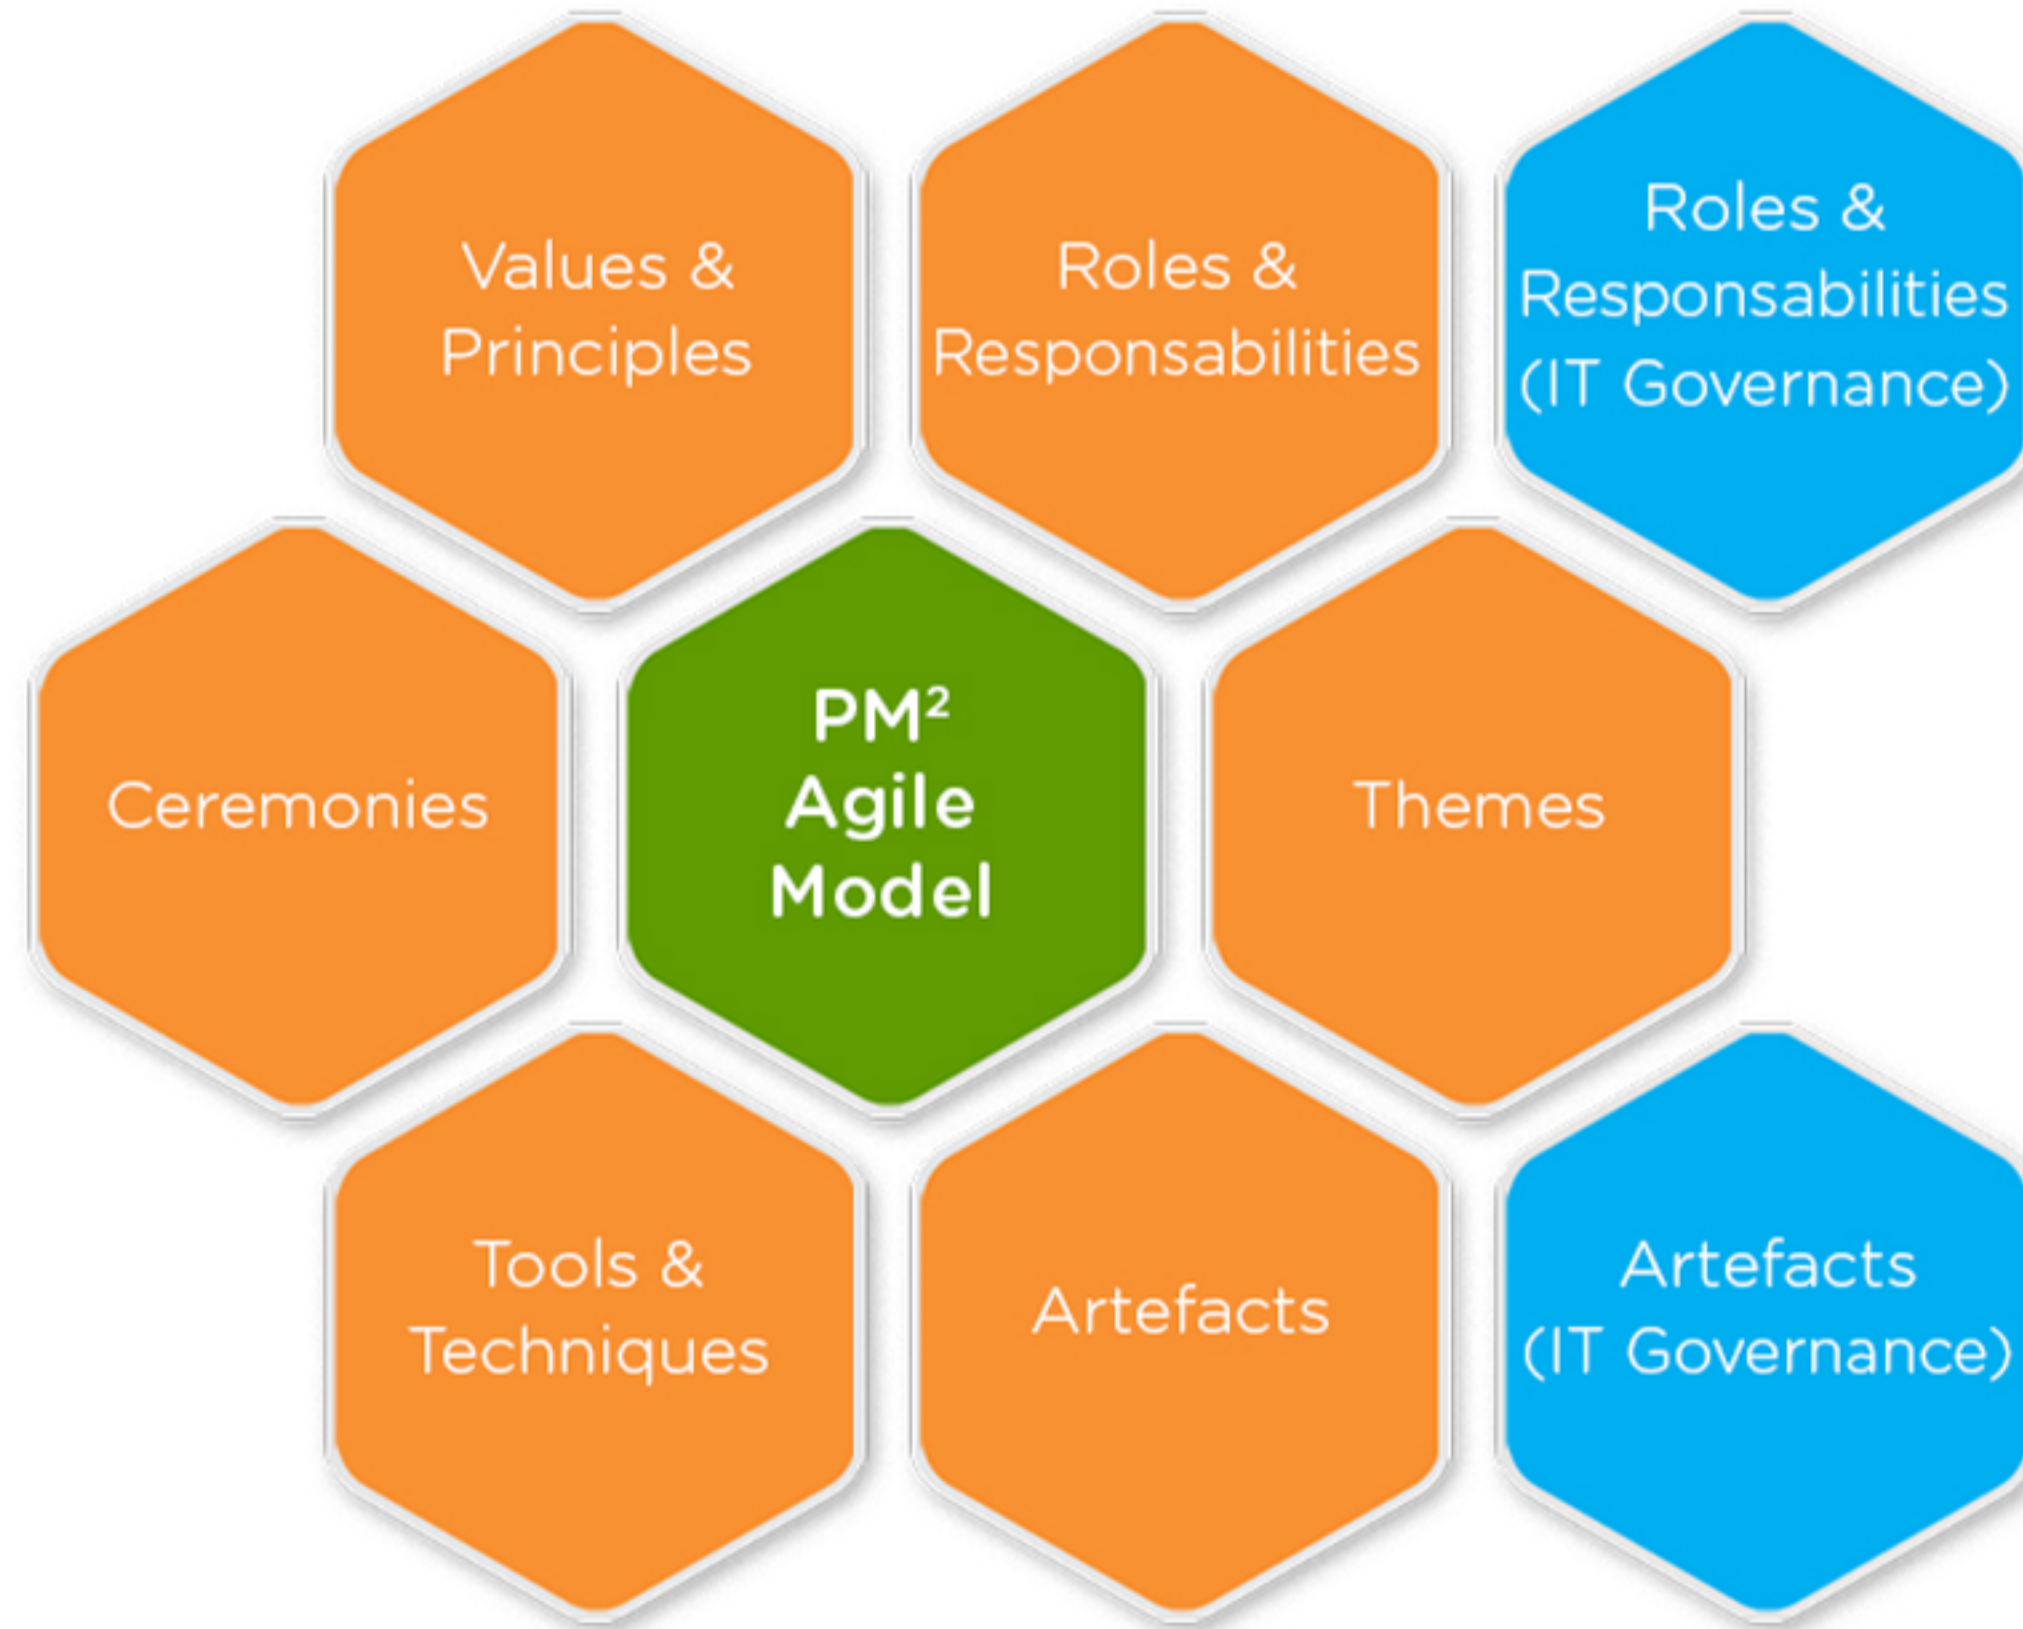 Values &
Principles
Roles &
Responsabilities
Roles &
Responsabilities
(IT Governance)
Ceremonies
PM²
Agile
Model
Themes
Tools &
Techniques
Artefacts
Artefacts
(IT Governance)